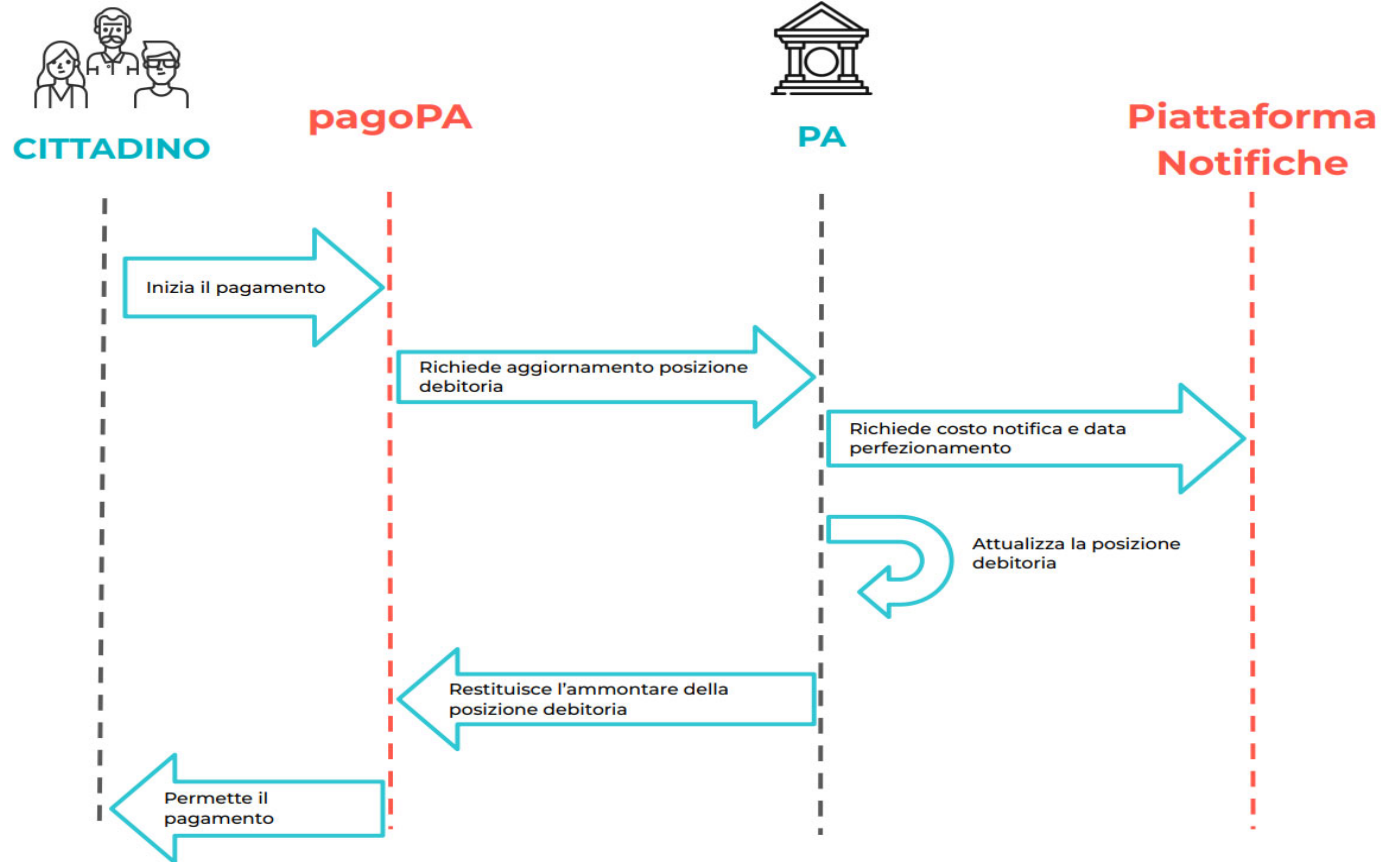 CITTADINO
pagoPA
PA
Piattaforma
Notifiche
Inizia il pagamento
Richiede aggiornamento posizione
debitoria
Richiede costo notifica e data
perfezionamento
Attualizza la posizione
debitoria
Restituisce l’ammontare della
posizione debitoria
Permette il
pagamento